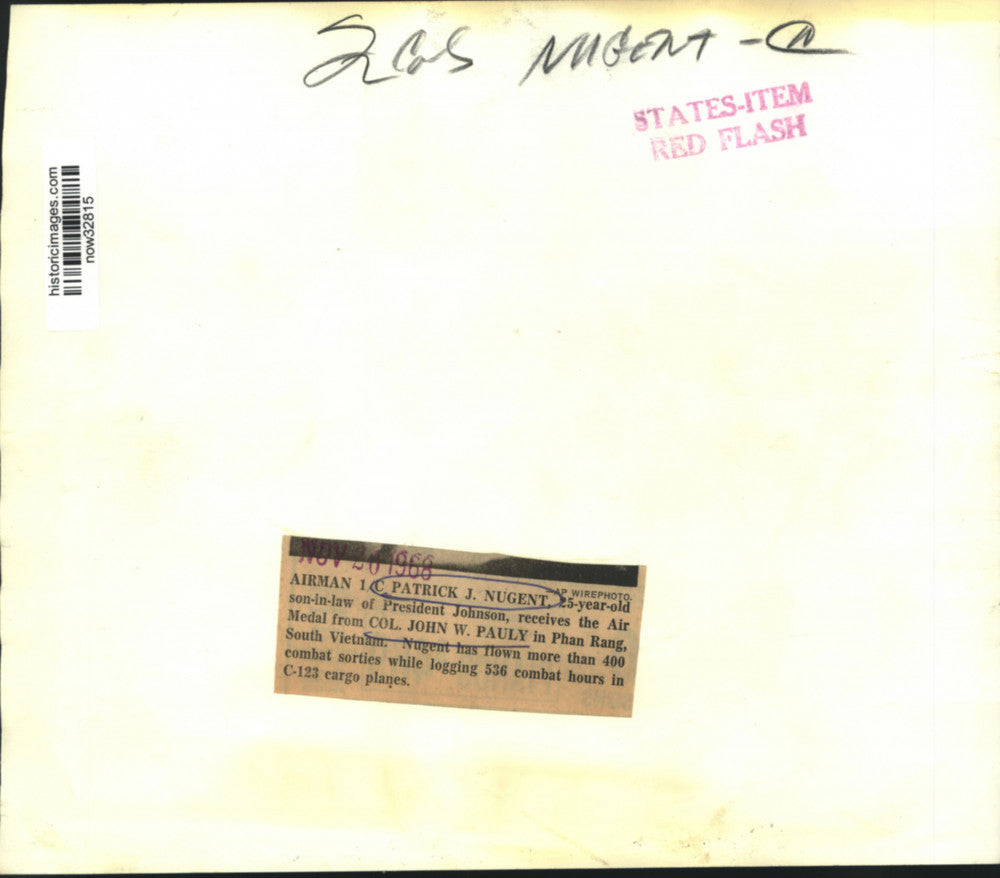 2 Cols NUGENT -
STATES-ITEM
RED FLASH
historicimages.com
now32815
NOV 20 1968
AP WIREPHOTO.
AIRMAN 1.C PATRICK J. NUGENT, 25-year-old
son-in-law of President Johnson, receives the Air
Medal from COL. JOHN W. PAULY in Phan Rang,
South Vietnam. Nugent has flown more than 400
combat sorties while logging 536 combat hours in
C-123 cargo planes.